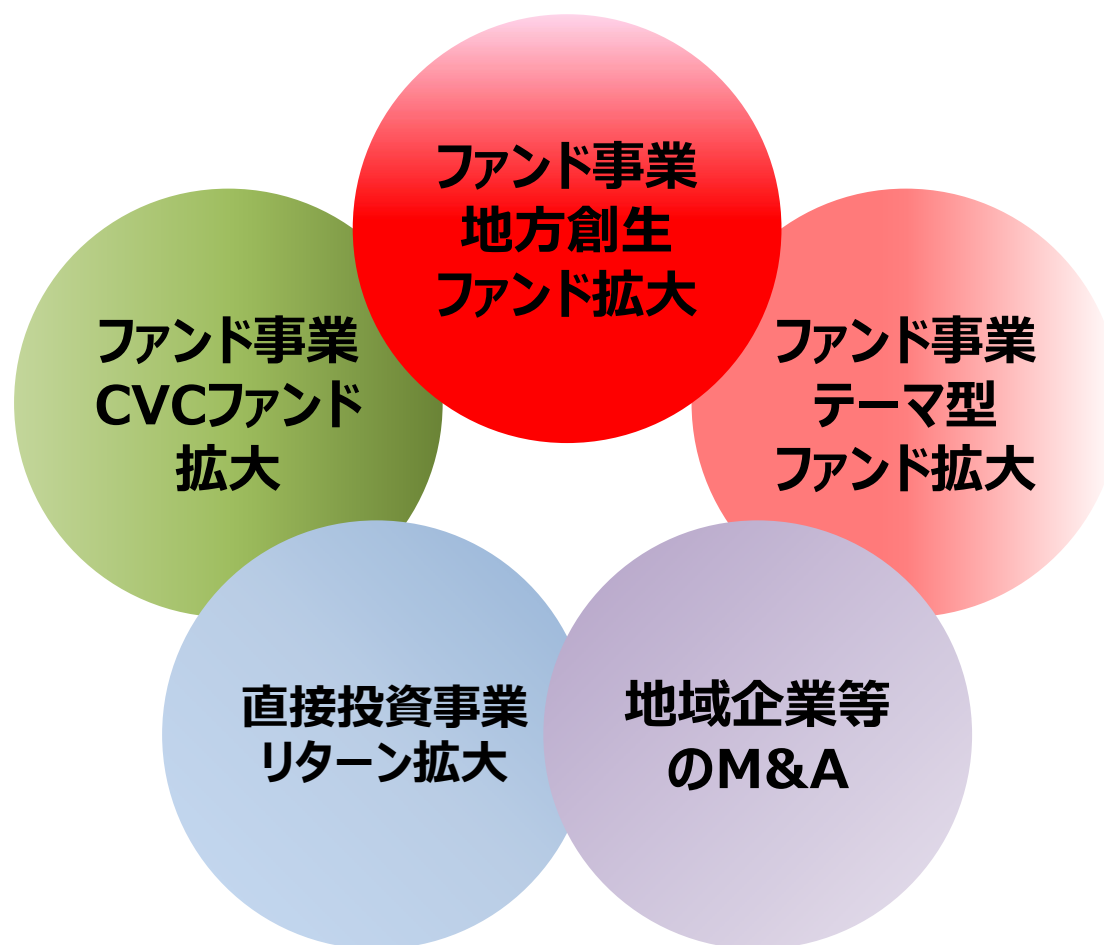 ファンド事業
地方創生
ファンド拡大
ファンド事業
CVCファンド
拡大
ファンド事業
テーマ型
ファンド拡大
直接投資事業
リターン拡大
地域企業等
のM&A